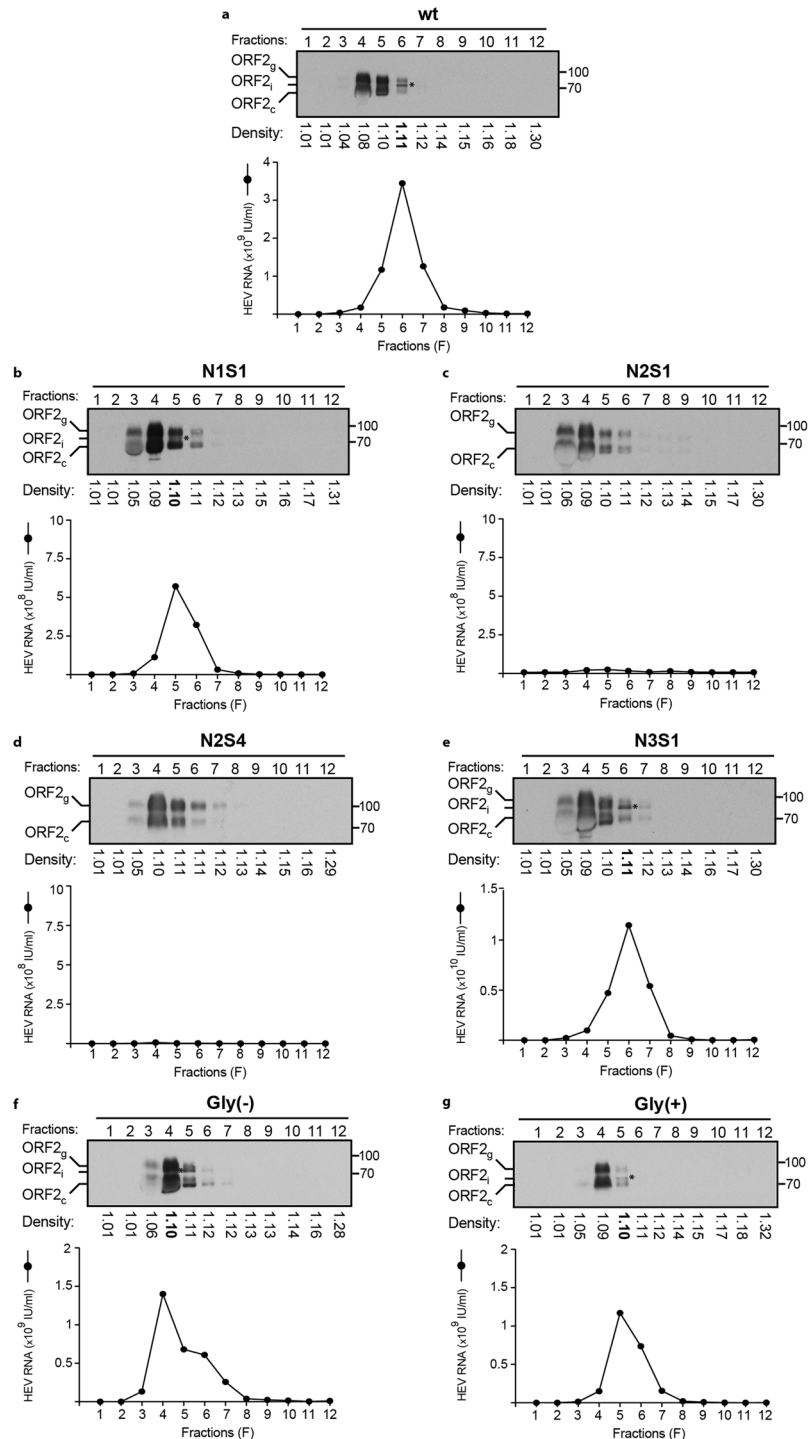 a
wt
Fractions: 1 2 3 4 5 6 7 8 9 10 11 12
ORF2g
ORF2i
ORF2c
*
100
70
Density: 1.01 1.01 1.04 1.08 1.10 1.11 1.12 1.14 1.15 1.16 1.18 1.30
HEV RNA (x10⁹ IU/ml)
4
3
2
1
1 2 3 4 5 6 7 8 9 10 11 12
Fractions (F)
b
N1S1
Fractions: 1 2 3 4 5 6 7 8 9 10 11 12
ORF2g
ORF2i
ORF2c
*
100
70
Density: 1.01 1.01 1.05 1.09 1.10 1.11 1.12 1.13 1.15 1.16 1.17 1.31
HEV RNA (x10⁸ IU/ml)
10
7.5
5
2.5
1 2 3 4 5 6 7 8 9 10 11 12
Fractions (F)
c
N2S1
Fractions: 1 2 3 4 5 6 7 8 9 10 11 12
ORF2g
ORF2c
100
70
Density: 1.01 1.01 1.06 1.09 1.10 1.11 1.12 1.13 1.14 1.15 1.17 1.30
HEV RNA (x10⁸ IU/ml)
10
7.5
5
2.5
1 2 3 4 5 6 7 8 9 10 11 12
Fractions (F)
d
N2S4
Fractions: 1 2 3 4 5 6 7 8 9 10 11 12
ORF2g
ORF2c
100
70
Density: 1.01 1.01 1.05 1.10 1.11 1.11 1.12 1.13 1.14 1.15 1.16 1.29
HEV RNA (x10⁸ IU/ml)
10
7.5
5
2.5
1 2 3 4 5 6 7 8 9 10 11 12
Fractions (F)
e
N3S1
Fractions: 1 2 3 4 5 6 7 8 9 10 11 12
ORF2g
ORF2i
ORF2c
*
100
70
Density: 1.01 1.01 1.05 1.09 1.10 1.11 1.12 1.13 1.15 1.16 1.17 1.30
HEV RNA (x10¹⁰ IU/ml)
1.5
1
0.5
1 2 3 4 5 6 7 8 9 10 11 12
Fractions (F)
f
Gly(-)
Fractions: 1 2 3 4 5 6 7 8 9 10 11 12
ORF2g
ORF2i
ORF2c
*
100
70
Density: 1.01 1.01 1.06 1.10 1.11 1.12 1.12 1.13 1.14 1.14 1.16 1.28
HEV RNA (x10⁹ IU/ml)
2
1.5
1
0.5
1 2 3 4 5 6 7 8 9 10 11 12
Fractions (F)
g
Gly(+)
Fractions: 1 2 3 4 5 6 7 8 9 10 11 12
ORF2g
ORF2i
ORF2c
*
100
70
Density: 1.01 1.01 1.05 1.09 1.10 1.11 1.12 1.14 1.15 1.17 1.18 1.32
HEV RNA (x10⁹ IU/ml)
2
1.5
1
0.5
1 2 3 4 5 6 7 8 9 10 11 12
Fractions (F)